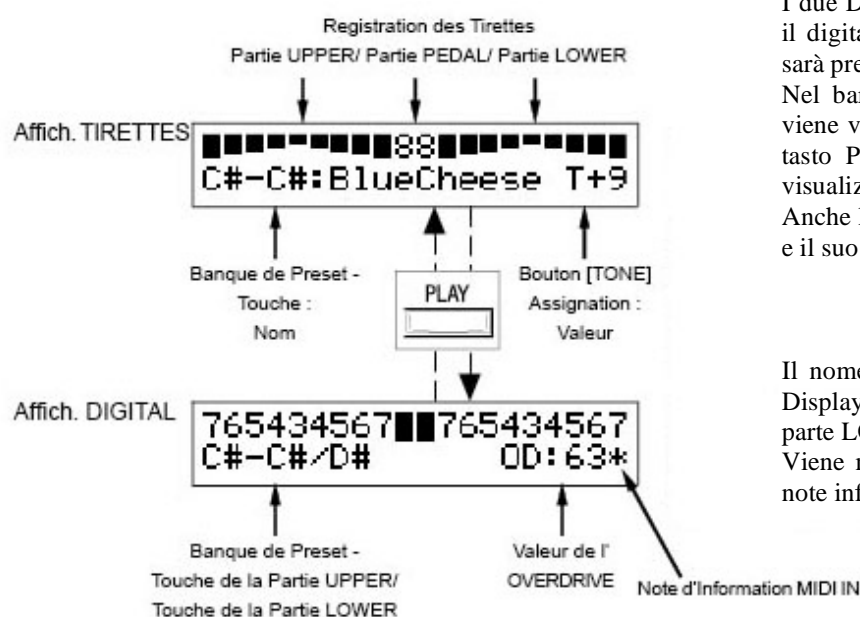 Registration des Tirettes
Partie UPPER/ Partie PEDAL/ Partie LOWER
Affich. TIRETTES
88
C#-C#:BlueCheese T+9
Banque de Preset -
Touche :
Nom
PLAY
Bouton [TONE]
Assignation :
Valeur
Affich. DIGITAL
765434567 765434567
C#-C#/D# OD:63*
Banque de Preset -
Touche de la Partie UPPER/
Touche de la Partie LOWER
Valeur de l'
OVERDRIVE
Note d'Information MIDI IN
I due D
il digita
sarà pre
Nel ban
viene v
tasto P
visualiz
Anche
e il suo
Il nome
Display
parte LO
Viene
note inf